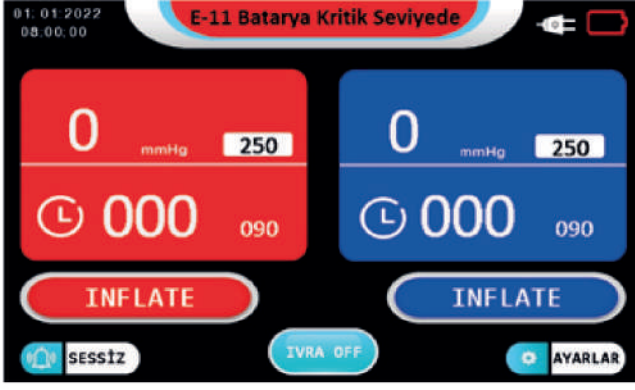 01:01:2022
08:00:00
E-11 Batarya Kritik Seviyede
0 mmHg 250
000 090
0 mmHg 250
000 090
INFLATE
INFLATE
SESSİZ
IVRA OFF
AYARLAR